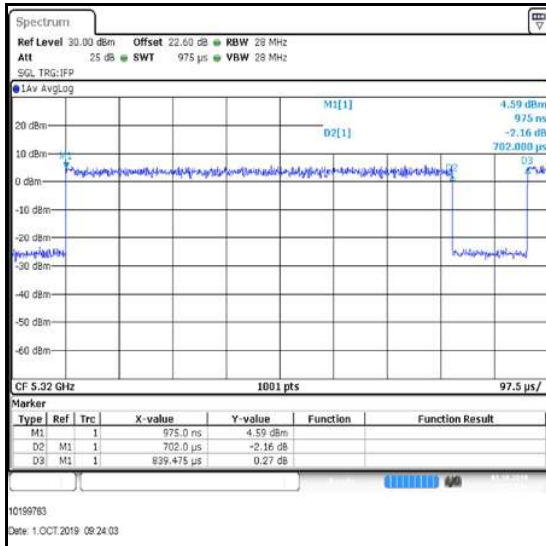 Spectrum
Ref Level 30.00 dBm Offset 22.60 dB RBW 28 MHz
Att 25 dB SWT 975 µs VBW 28 MHz
SGL TRG:IFP
1Av AvgLog
M1[1] 4.59 dBm
975 ns
20 dBm
D2[1] -2.16 dB
702.000 µs
10 dBm
M1
D2
D3
0 dBm
-10 dBm
-20 dBm
-30 dBm
-40 dBm
-50 dBm
-60 dBm
CF 5.32 GHz 1001 pts 97.5 µs/
Marker
Type Ref Trc X-value Y-value Function Function Result
M1 1 975.0 ns 4.59 dBm
D2 M1 1 702.0 µs -2.16 dB
D3 M1 1 839.475 µs 0.27 dB
10199763
Date: 1.OCT.2019 09:24:03